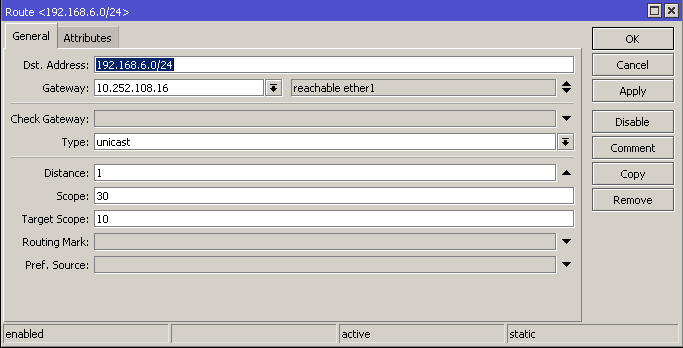 Route <192.168.6.0/24>
General
Attributes
Dst. Address: 192.168.6.0/24
Gateway: 10.252.108.16 reachable ether1
Check Gateway:
Type: unicast
Distance: 1
Scope: 30
Target Scope: 10
Routing Mark:
Pref. Source:
OK
Cancel
Apply
Disable
Comment
Copy
Remove
enabled
active
static